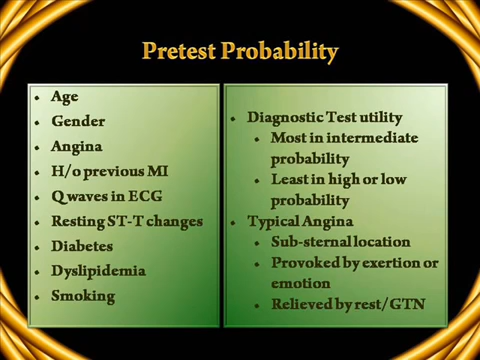 Pretest Probability
• Age
• Gender
• Angina
• H/o previous MI
• Q waves in ECG
• Resting ST-T changes
• Diabetes
• Dyslipidemia
• Smoking
• Diagnostic Test utility
• Most in intermediate
probability
• Least in high or low
probability
• Typical Angina
• Sub-sternal location
• Provoked by exertion or
emotion
• Relieved by rest/GTN